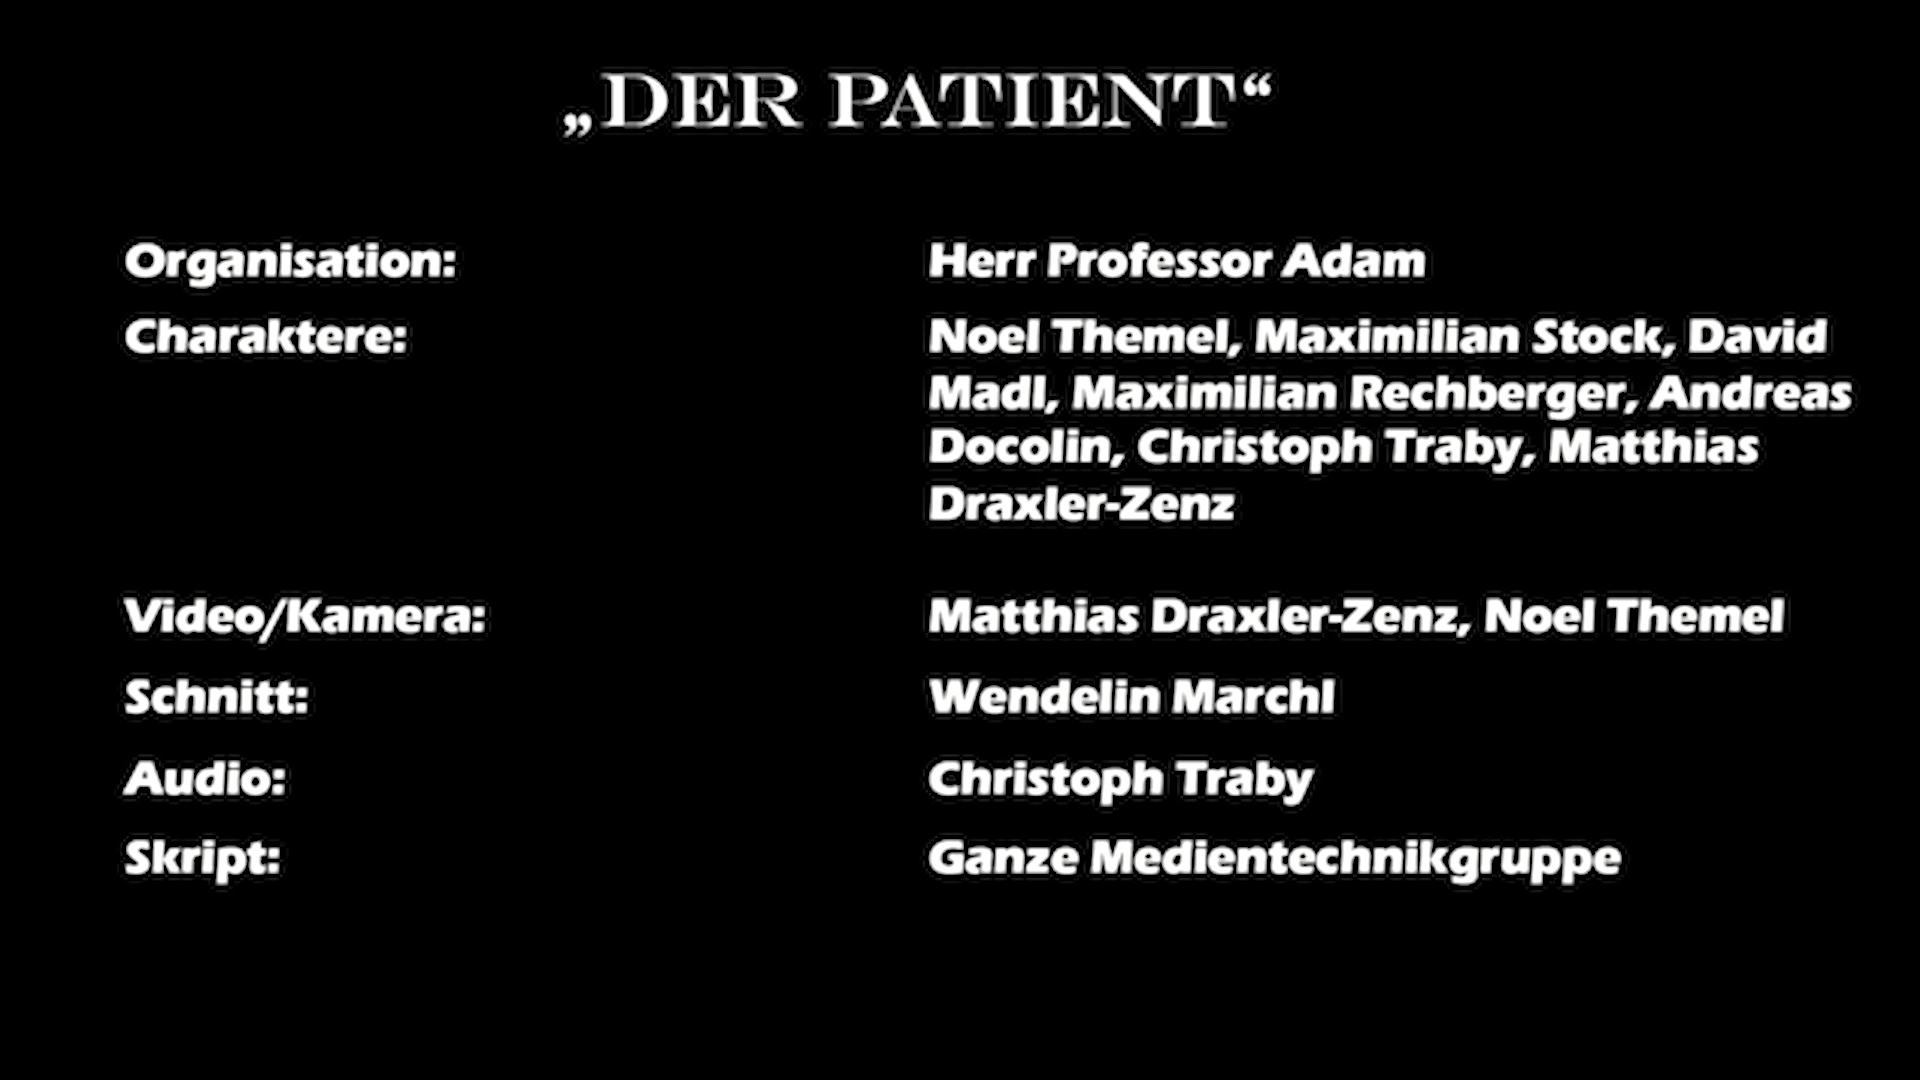 „DER PATIENT“
Organisation: Herr Professor Adam
Charaktere: Noel Themel, Maximilian Stock, David
Madl, Maximilian Rechberger, Andreas
Docolin, Christoph Traby, Matthias
Draxler-Zenz
Video/Kamera: Matthias Draxler-Zenz, Noel Themel
Schnitt: Wendelin Marchl
Audio: Christoph Traby
Skript: Ganze Medientechnikgruppe